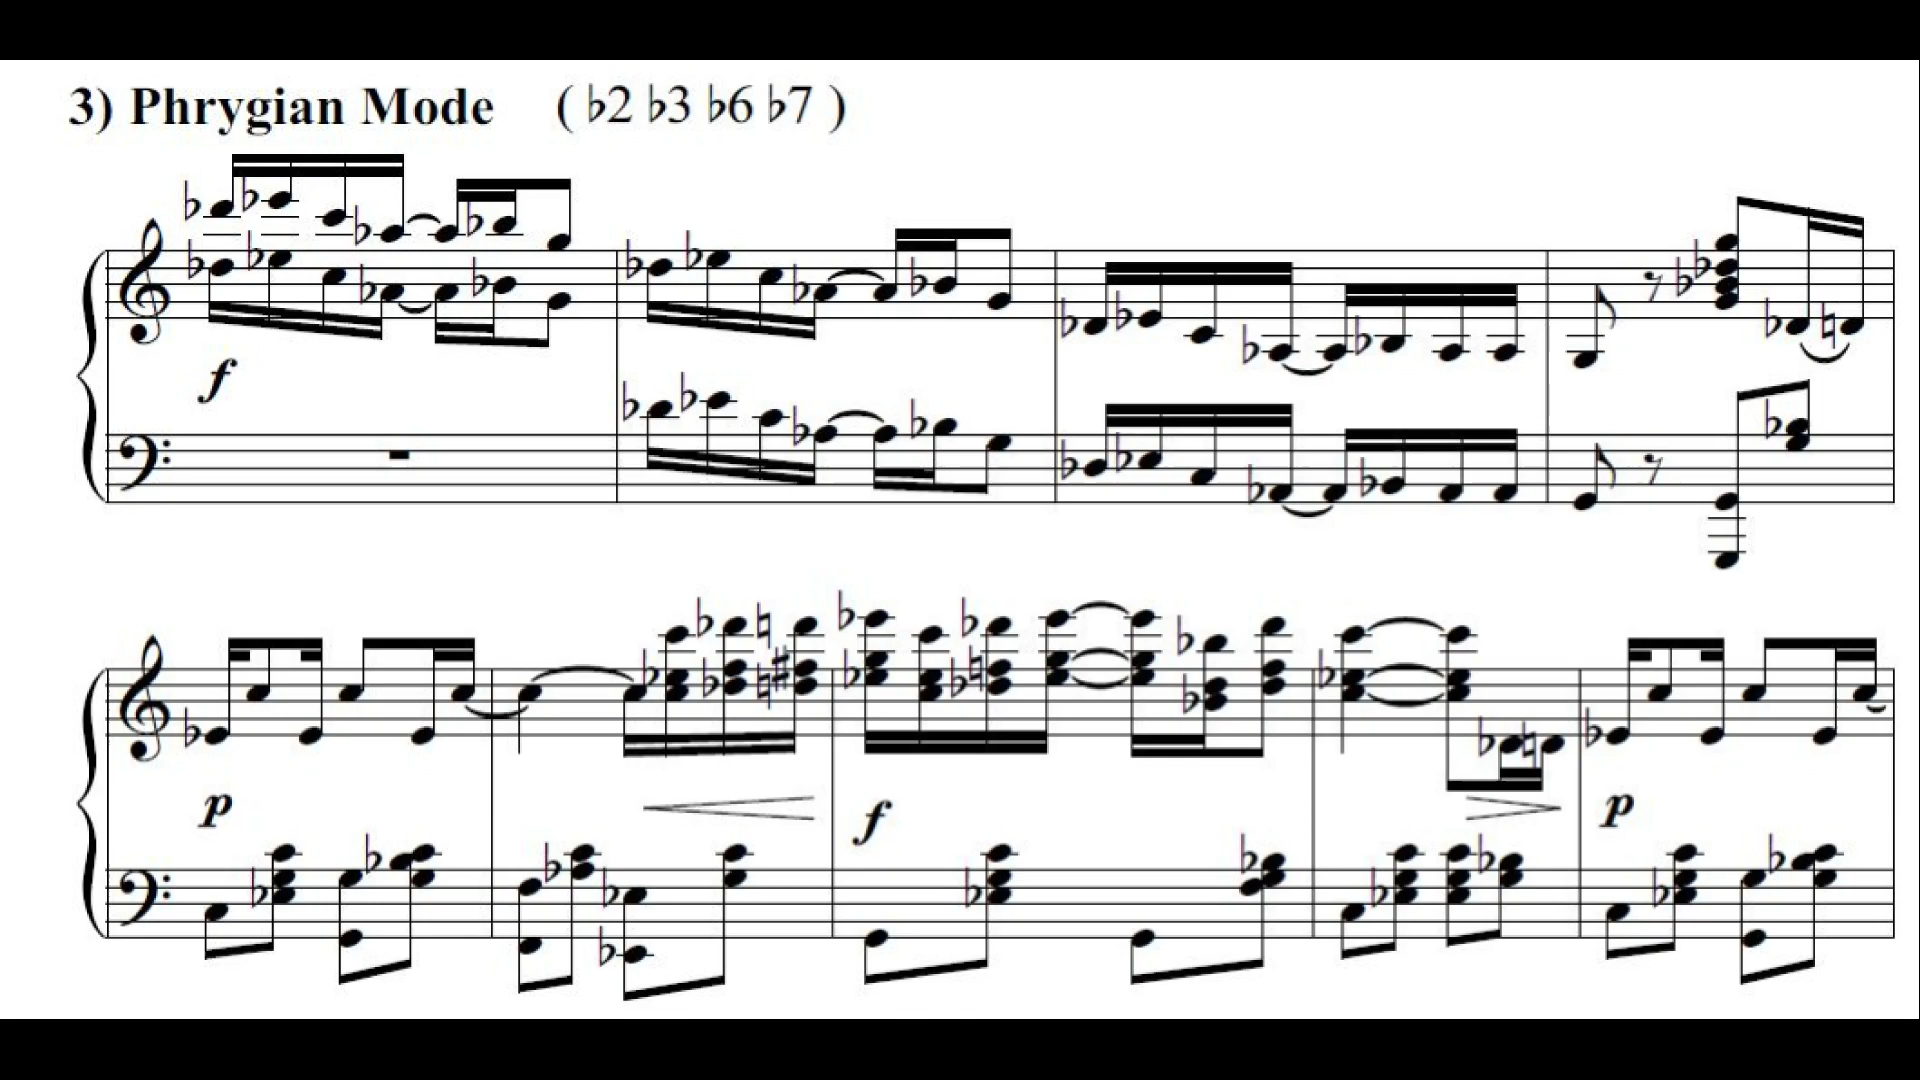 3) Phrygian Mode ( ♭2 ♭3 ♭6 ♭7 )
f
p
f
p